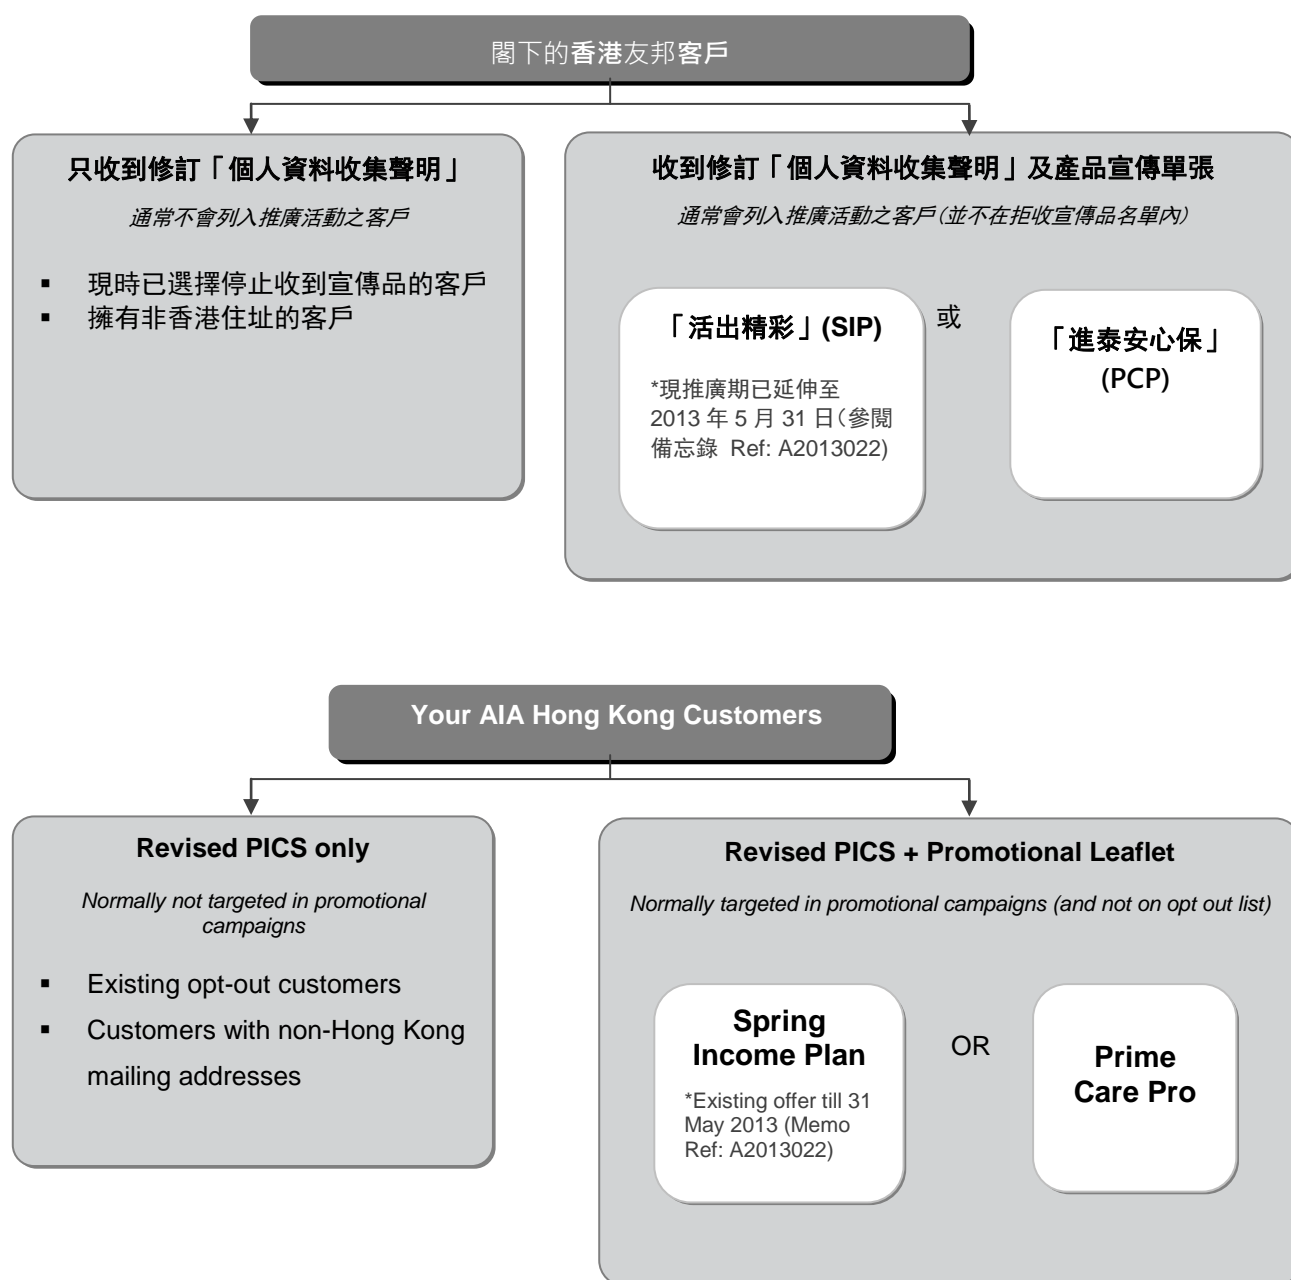 閣下的香港友邦客戶
只收到修訂「個人資料收集聲明」
通常不會列入推廣活動之客戶
▪ 現時已選擇停止收到宣傳品的客戶
▪ 擁有非香港住址的客戶
收到修訂「個人資料收集聲明」及產品宣傳單張
通常會列入推廣活動之客戶(並不在拒收宣傳品名單內)
「活出精彩」(SIP)
*現推廣期已延伸至
2013 年 5 月 31 日(參閱
備忘錄 Ref: A2013022)
或
「進泰安心保」
(PCP)
Your AIA Hong Kong Customers
Revised PICS only
Normally not targeted in promotional
campaigns
▪ Existing opt-out customers
▪ Customers with non-Hong Kong
mailing addresses
Revised PICS + Promotional Leaflet
Normally targeted in promotional campaigns (and not on opt out list)
Spring
Income Plan
*Existing offer till 31
May 2013 (Memo
Ref: A2013022)
OR
Prime
Care Pro